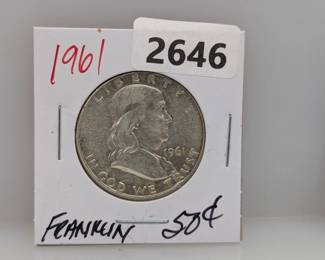 1961
2646
LIBERTY
1961
IN GOD WE TRUST
FRANKLIN 50¢